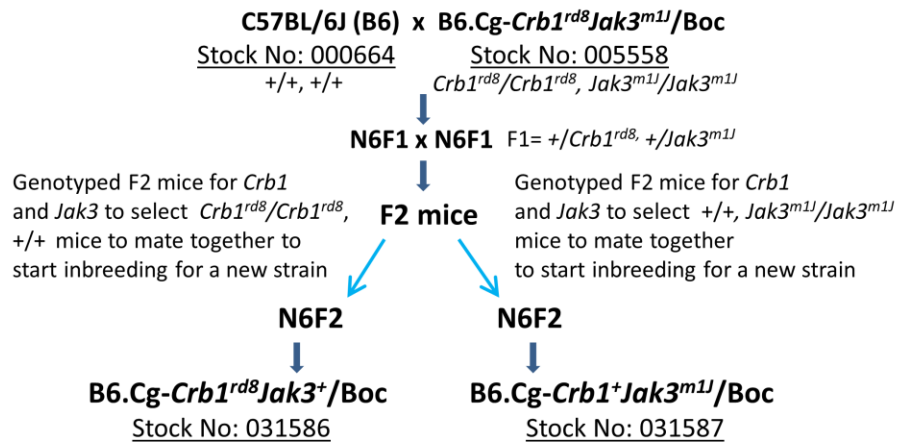 C57BL/6J (B6) x B6.Cg-Crb1rd8Jak3m1J/Boc
Stock No: 000664 Stock No: 005558
+/+, +/+ Crb1rd8/Crb1rd8, Jak3m1J/Jak3m1J
N6F1 x N6F1 F1= +/Crb1rd8, +/Jak3m1J
Genotyped F2 mice for Crb1
and Jak3 to select Crb1rd8/Crb1rd8,
+/+ mice to mate together to
start inbreeding for a new strain
F2 mice
Genotyped F2 mice for Crb1
and Jak3 to select +/+, Jak3m1J/Jak3m1J
mice to mate together
to start inbreeding for a new strain
N6F2 N6F2
B6.Cg-Crb1rd8Jak3+/Boc B6.Cg-Crb1+Jak3m1J/Boc
Stock No: 031586 Stock No: 031587